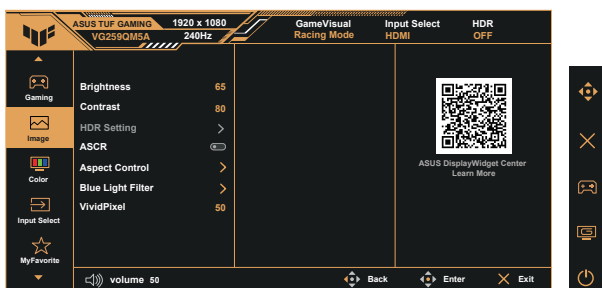 ASUS TUF GAMING 1920 x 1080 GameVisual Input Select HDR
VG259QM5A 240Hz Racing Mode HDMI OFF
Gaming
Image
Color
Input Select
MyFavorite
Brightness 65
Contrast 80
HDR Setting
ASCR
Aspect Control
Blue Light Filter
VividPixel 50
ASUS DisplayWidget Center
Learn More
volume 50 Back Enter Exit